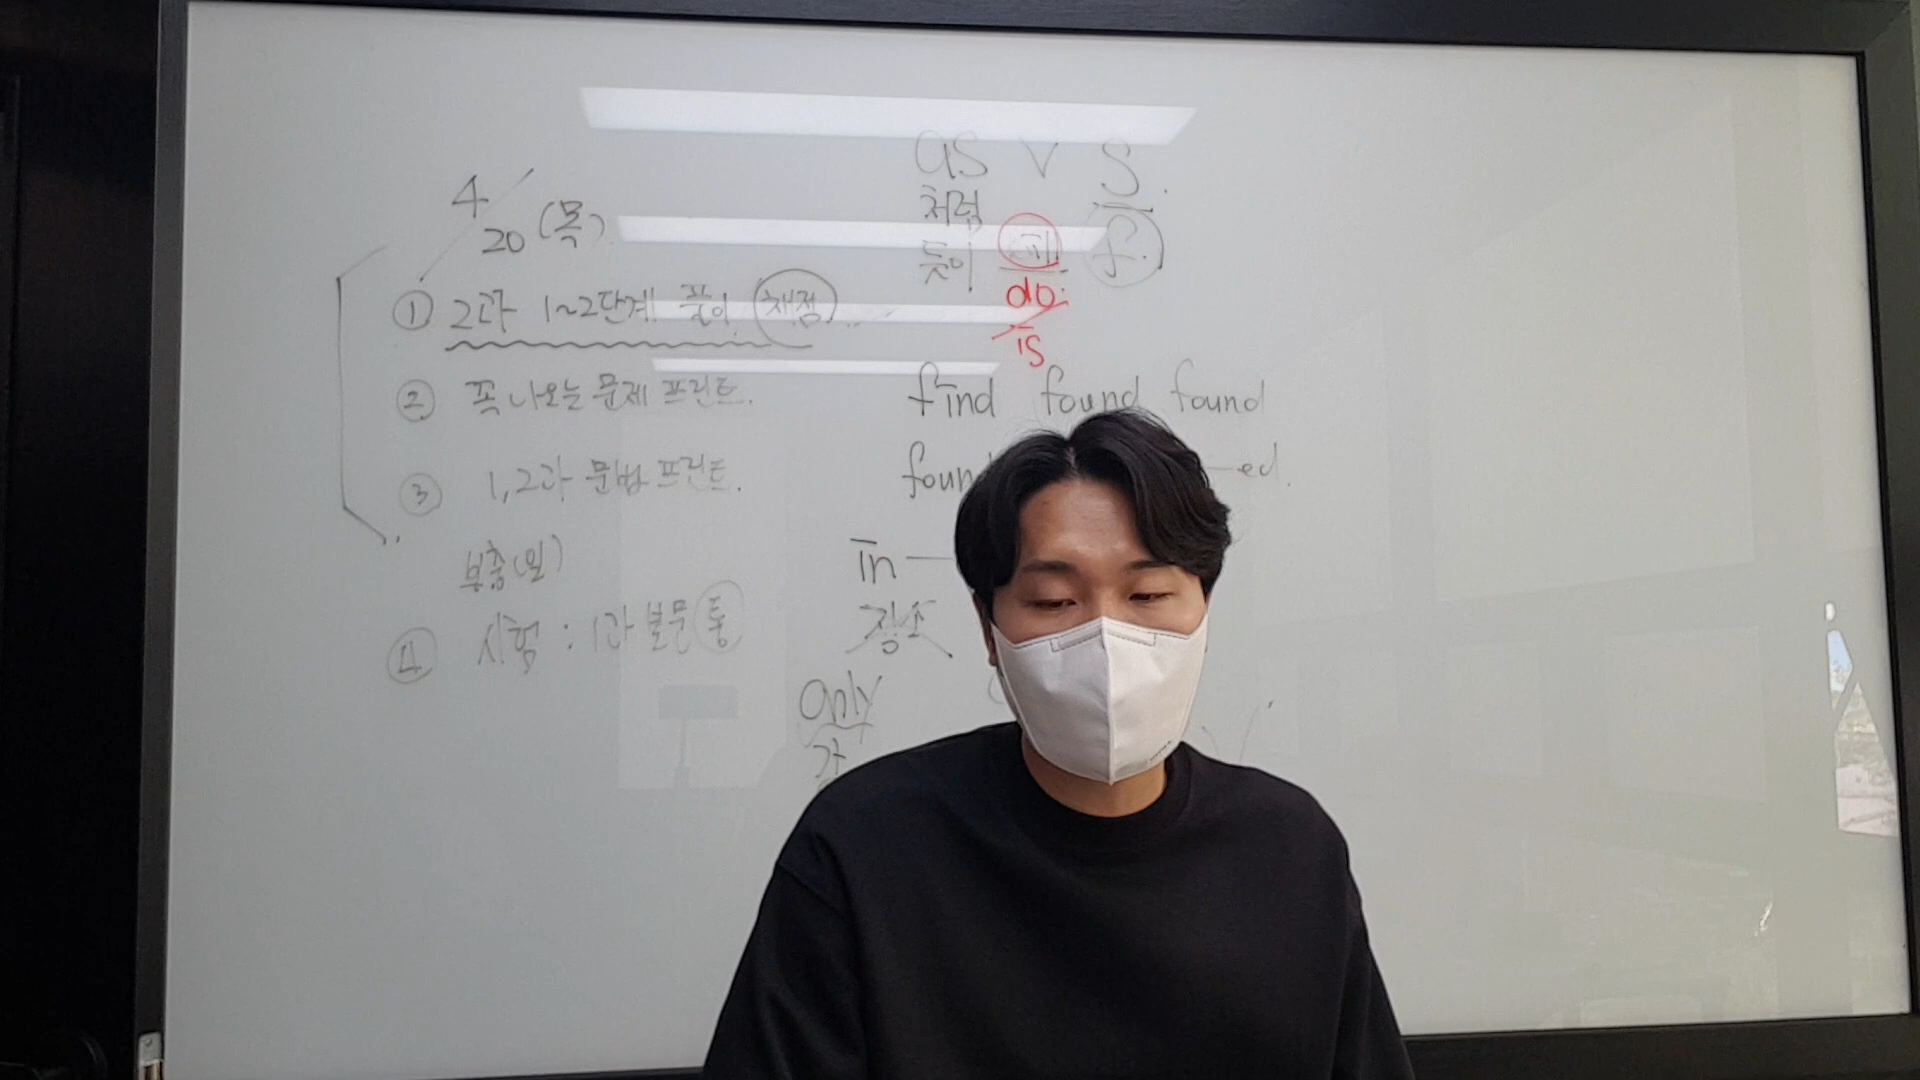 4/20 (목)
① 2과 1~2단계 풀이 채점
② 꼭 나오는 문제 프린트.
③ 1,2과 문법 프린트.
보충(일)
④ 시험 : 1과 본문 통
as V S.
처럼
듯이 f.
do
is
find found found
foun ed.
in
장소
only